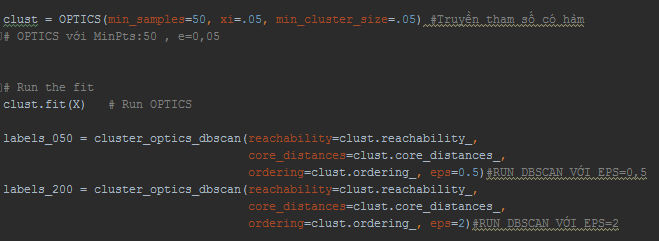 clust = OPTICS(min_samples=50, xi=.05, min_cluster_size=.05) #Truyền tham số có hàm
# OPTICS với MinPts:50 , e=0,05
# Run the fit
clust.fit(X)   # Run OPTICS
labels_050 = cluster_optics_dbscan(reachability=clust.reachability_,
core_distances=clust.core_distances_,
ordering=clust.ordering_, eps=0.5)#RUN DBSCAN VỚI EPS=0,5
labels_200 = cluster_optics_dbscan(reachability=clust.reachability_,
core_distances=clust.core_distances_,
ordering=clust.ordering_, eps=2)#RUN DBSCAN VỚI EPS=2